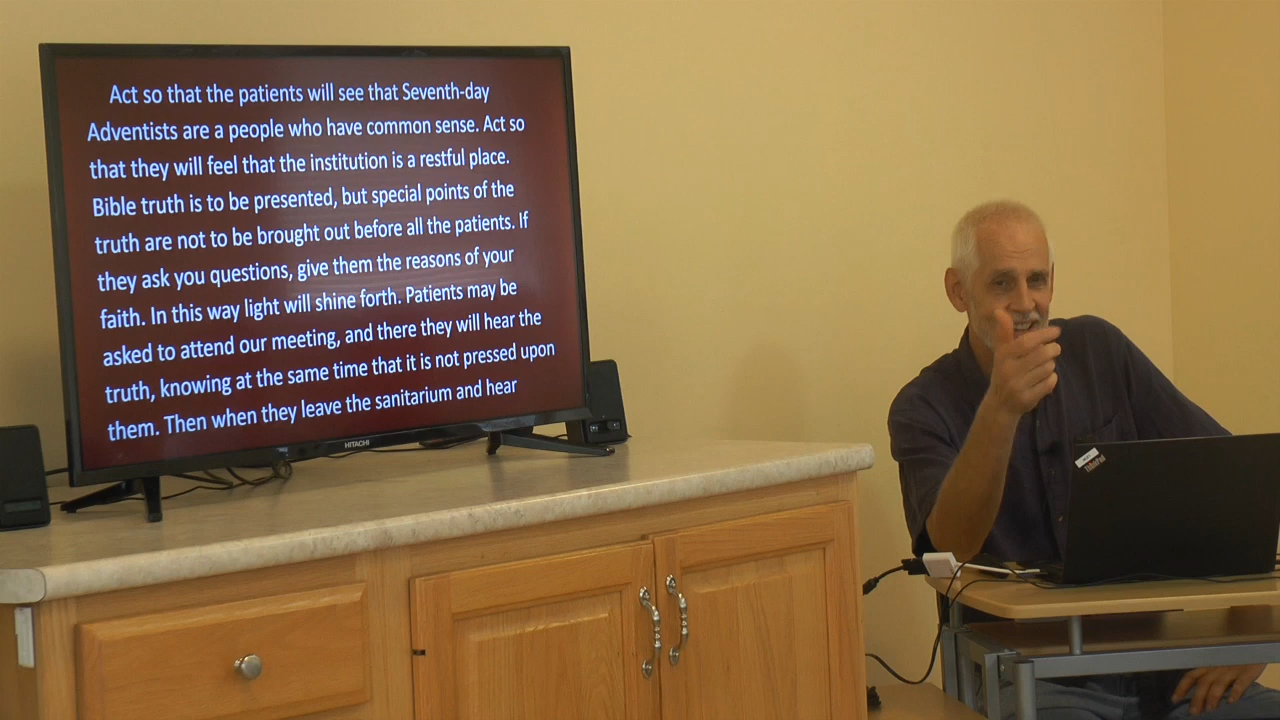 Act so that the patients will see that Seventh-day
Adventists are a people who have common sense. Act so
that they will feel that the institution is a restful place.
Bible truth is to be presented, but special points of the
truth are not to be brought out before all the patients. If
they ask you questions, give them the reasons of your
faith. In this way light will shine forth. Patients may be
asked to attend our meeting, and there they will hear the
truth, knowing at the same time that it is not pressed upon
them. Then when they leave the sanitarium and hear
HITACHI
ThinkPad